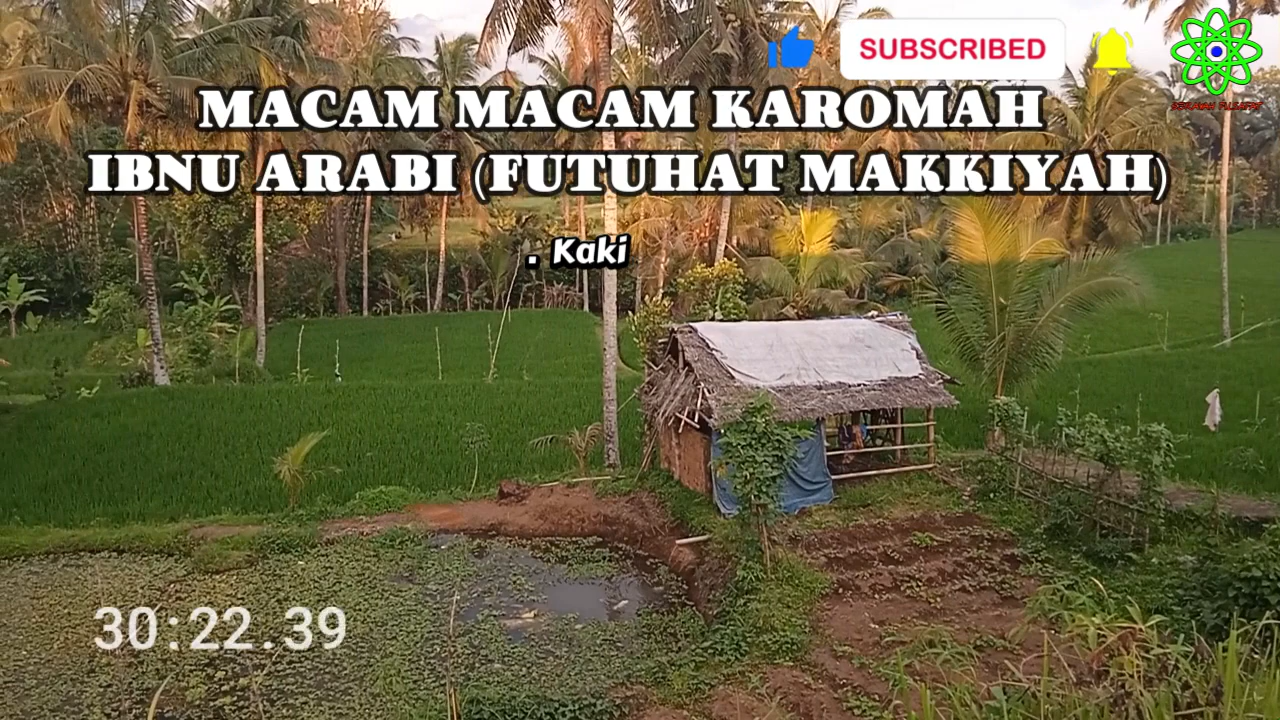 SUBSCRIBED
MACAM MACAM KAROMAH
IBNU ARABI (FUTUHAT MAKKIYAH)
. Kaki
30:22.39